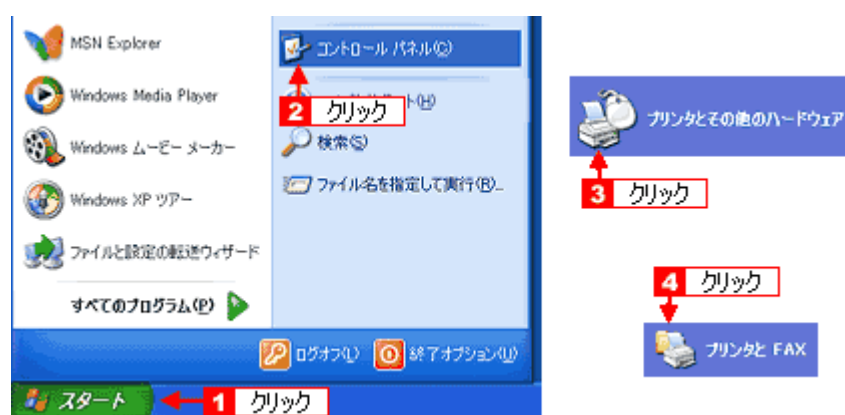 MSN Explorer
Windows Media Player
Windows ムービー メーカー
Windows XP ツアー
ファイルと設定の転送ウィザード
すべてのプログラム(P)
コントロール パネル(C)
2 クリック
ト(H)
検索(S)
ファイル名を指定して実行(R)...
ログオフ(L)
終了オプション(U)
スタート
1 クリック
プリンタとその他のハードウェア
3 クリック
4 クリック
プリンタと FAX